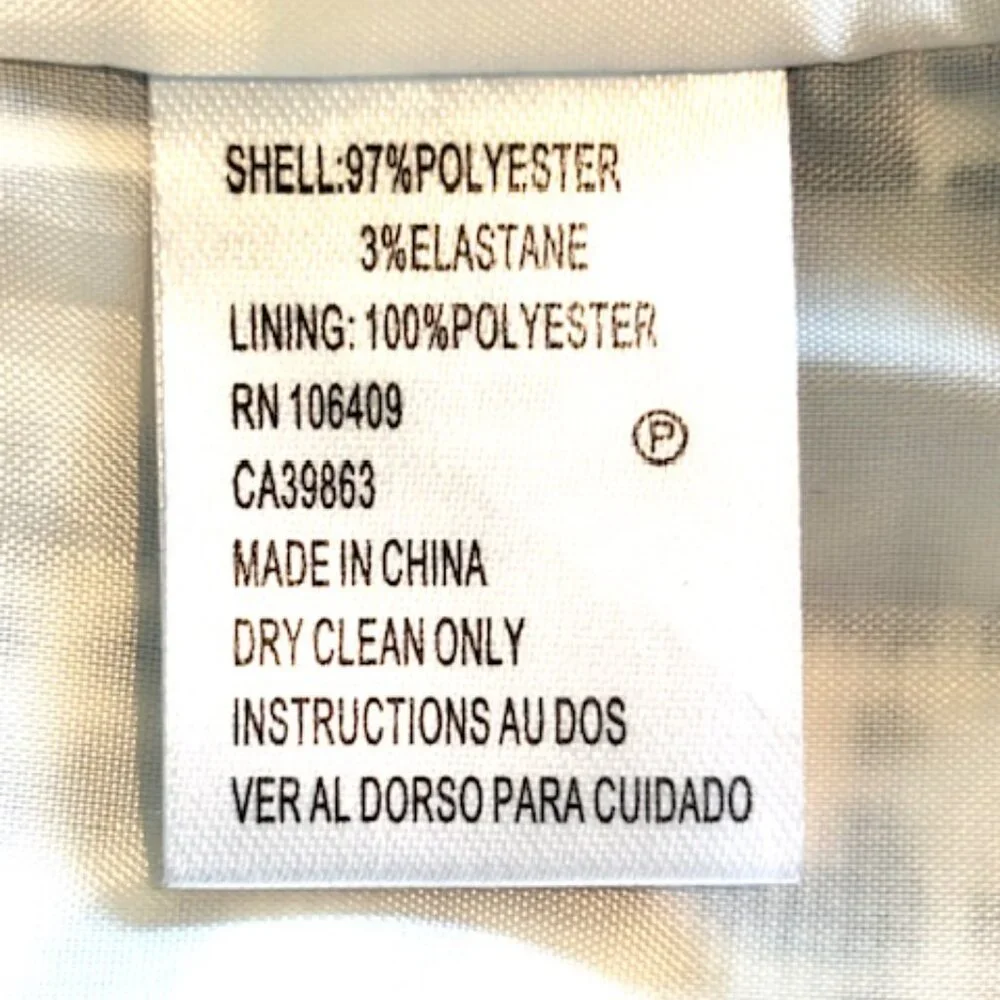 SHELL:97%POLYESTER
3%ELASTANE
LINING: 100%POLYESTER
RN 106409
P
CA39863
MADE IN CHINA
DRY CLEAN ONLY
INSTRUCTIONS AU DOS
VER AL DORSO PARA CUIDADO